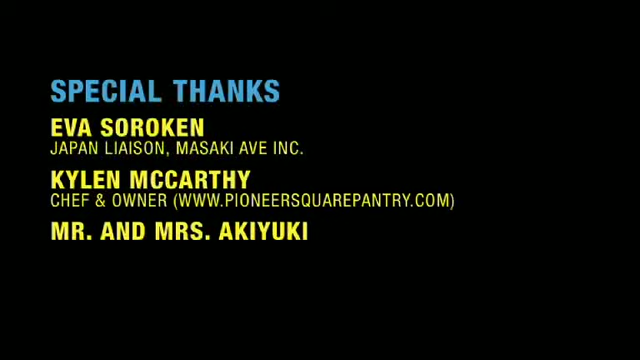 SPECIAL THANKS
EVA SOROKEN
JAPAN LIAISON, MASAKI AVE INC.
KYLEN MCCARTHY
CHEF & OWNER (WWW.PIONEERSQUAREPANTRY.COM)
MR. AND MRS. AKIYUKI